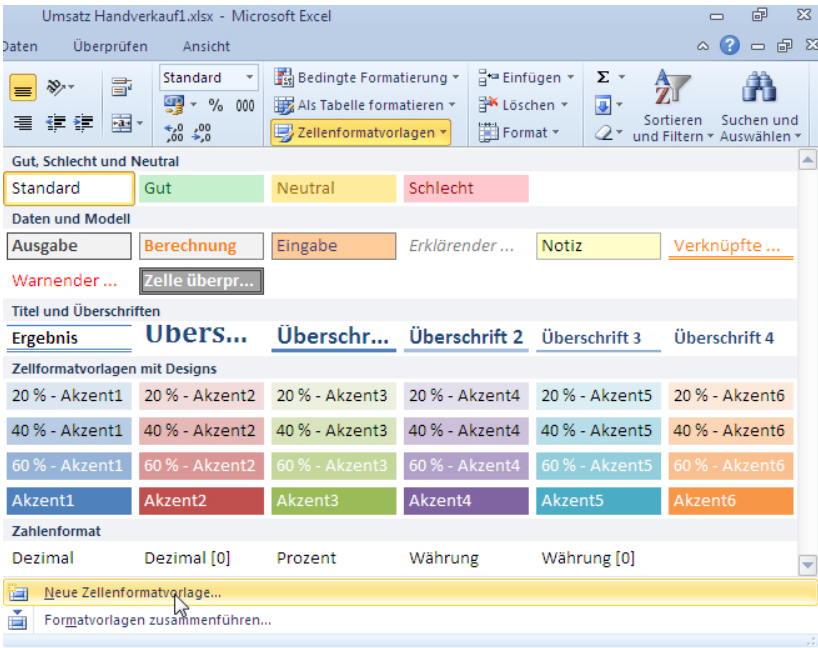 Umsatz Handverkauf1.xlsx - Microsoft Excel
Daten Überprüfen Ansicht
Standard Bedingte Formatierung Einfügen Σ
% 000 Als Tabelle formatieren Löschen Sortieren Suchen und
,0 ,00 ,00 ,0 Zellenformatvorlagen Format und Filtern Auswählen
Gut, Schlecht und Neutral
Standard Gut Neutral Schlecht
Daten und Modell
Ausgabe Berechnung Eingabe Erklärender ... Notiz Verknüpfte ...
Warnender ... Zelle überpr...
Titel und Überschriften
Ergebnis Übers... Überschr... Überschrift 2 Überschrift 3 Überschrift 4
Zellformatvorlagen mit Designs
20 % - Akzent1 20 % - Akzent2 20 % - Akzent3 20 % - Akzent4 20 % - Akzent5 20 % - Akzent6
40 % - Akzent1 40 % - Akzent2 40 % - Akzent3 40 % - Akzent4 40 % - Akzent5 40 % - Akzent6
60 % - Akzent1 60 % - Akzent2 60 % - Akzent3 60 % - Akzent4 60 % - Akzent5 60 % - Akzent6
Akzent1 Akzent2 Akzent3 Akzent4 Akzent5 Akzent6
Zahlenformat
Dezimal Dezimal [0] Prozent Währung Währung [0]
Neue Zellenformatvorlage...
Formatvorlagen zusammenführen...